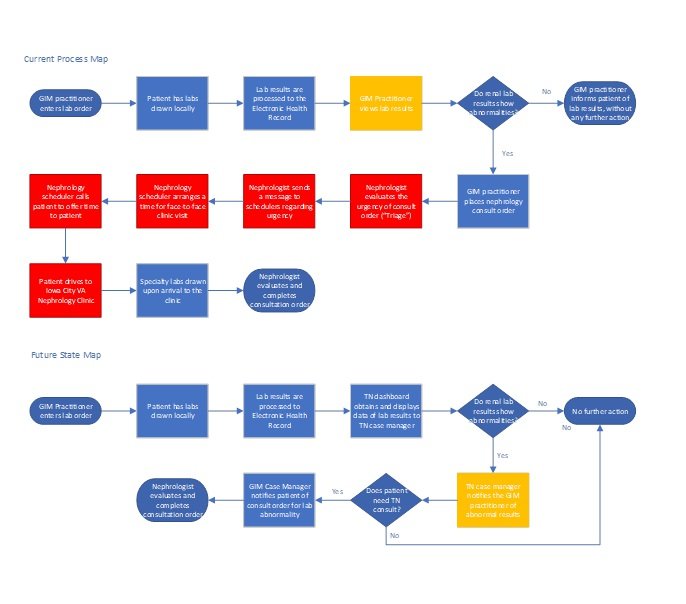 Current Process Map
GIM practitioner
enters lab order
Patient has labs
drawn locally
Lab results are
processed to the
Electronic Health
Record
GIM Practitioner
views lab results
Do renal lab
results show
abnormalities?
No
GIM practitioner
informs patient of
lab results, without
any further action
Yes
Nephrology
scheduler calls
patient to offer time
to patient
Nephrology
scheduler arranges a
time for face-to-face
clinic visit
Nephrologist sends
a message to
schedulers regarding
urgency
Nephrologist
evaluates the
urgency of consult
order ("Triage")
GIM practitioner
places nephrology
consult order
Patient drives to
Iowa City VA
Nephrology Clinic
Specialty labs drawn
upon arrival to the
clinic
Nephrologist
evaluates and
completes
consultation order
Future State Map
GIM Practitioner
enters lab order
Patient has labs
drawn locally
Lab results are
processed to
Electronic Health
Record
TN dashboard
obtains and displays
data of lab results to
TN case manager
Do renal lab
results show
abnormalities?
No
No further action
No
Yes
Nephrologist
evaluates and
completes
consultation order
GIM Case Manager
notifies patient of
consult order for lab
abnormality
Yes
Does patient
need TN
consult?
TN case manager
notifies the GIM
practitioner of
abnormal results
No